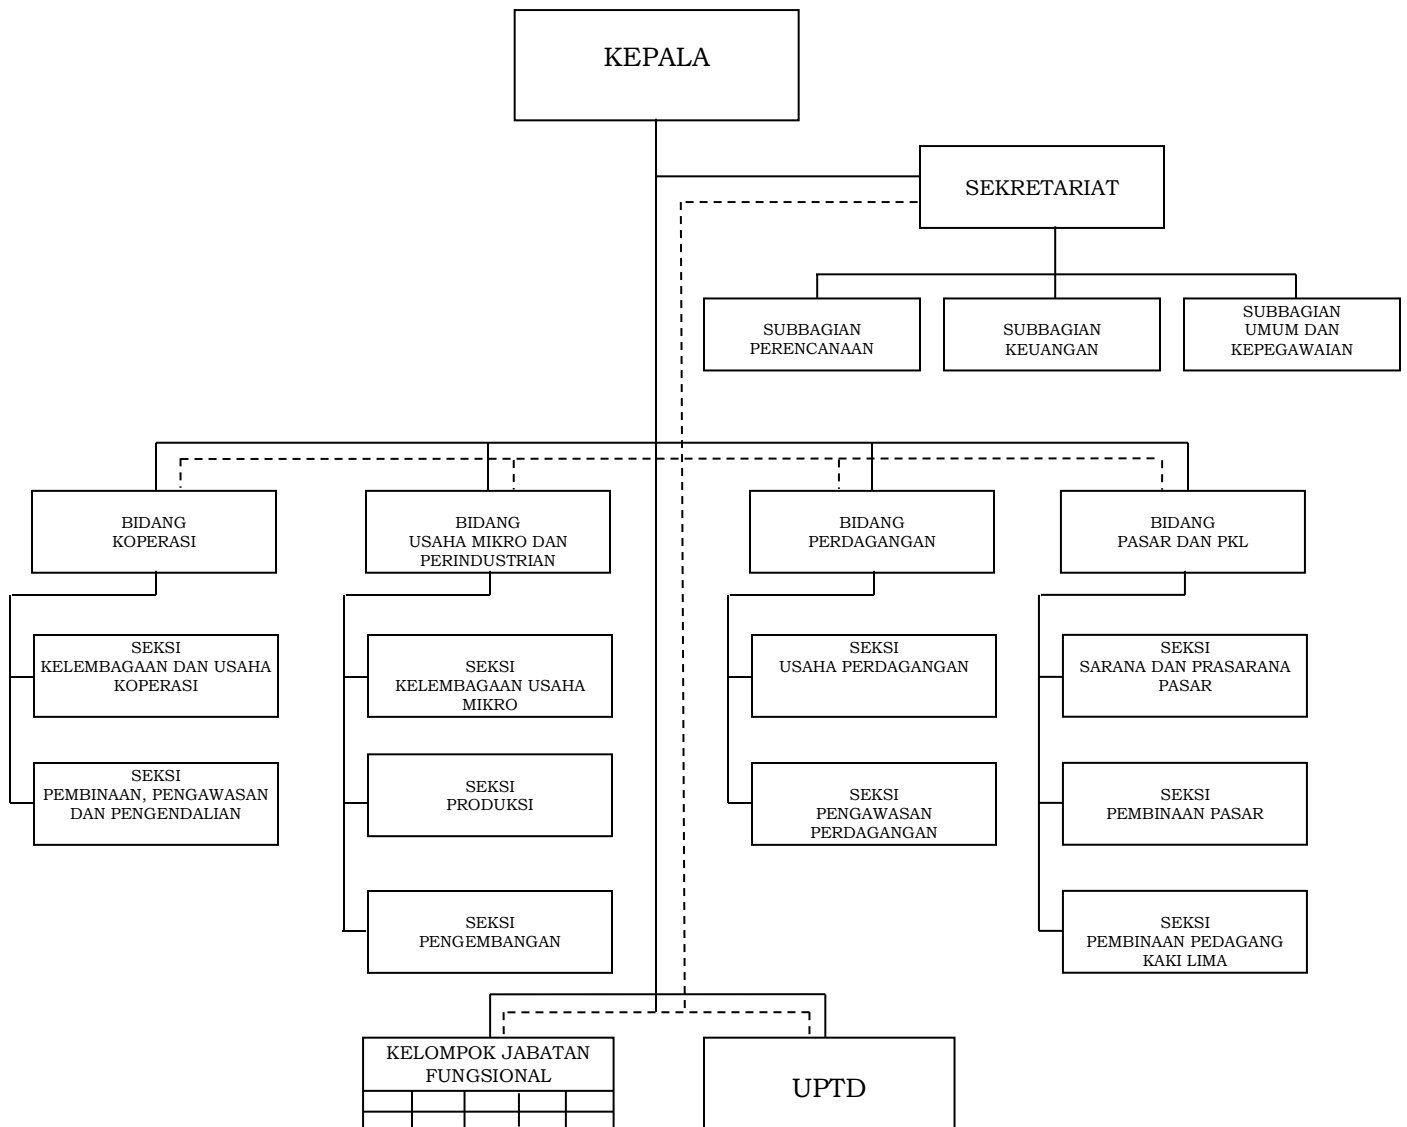 KEPALA
SEKRETARIAT
SUBBAGIAN
PERENCANAAN
SUBBAGIAN
KEUANGAN
SUBBAGIAN
UMUM DAN
KEPEGAWAIAN
BIDANG
KOPERASI
BIDANG
USAHA MIKRO DAN
PERINDUSTRIAN
BIDANG
PERDAGANGAN
BIDANG
PASAR DAN PKL
SEKSI
KELEMBAGAAN DAN USAHA
KOPERASI
SEKSI
KELEMBAGAAN USAHA
MIKRO
SEKSI
USAHA PERDAGANGAN
SEKSI
SARANA DAN PRASARANA
PASAR
SEKSI
PEMBINAAN, PENGAWASAN
DAN PENGENDALIAN
SEKSI
PRODUKSI
SEKSI
PENGAWASAN
PERDAGANGAN
SEKSI
PEMBINAAN PASAR
SEKSI
PENGEMBANGAN
SEKSI
PEMBINAAN PEDAGANG
KAKI LIMA
KELOMPOK JABATAN
FUNGSIONAL
UPTD